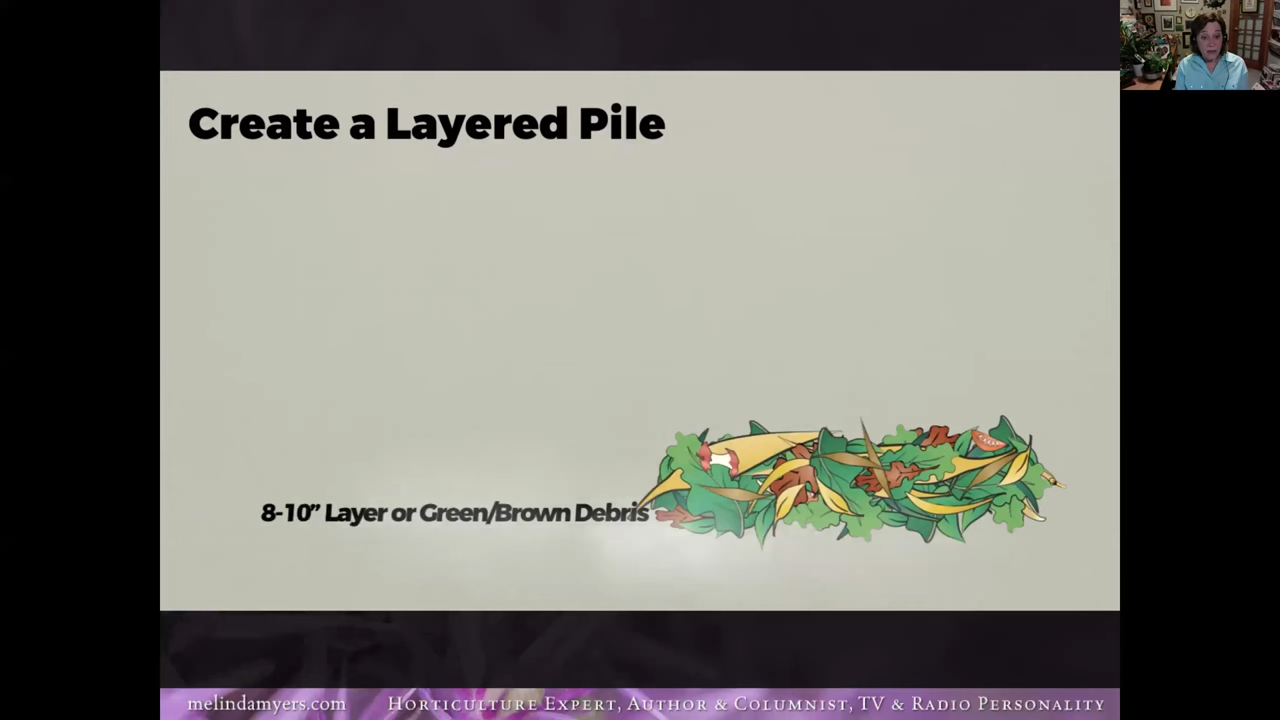 Create a Layered Pile
8-10” Layer or Green/Brown Debris
melindamyers.com Horticulture Expert, Author & Columnist, TV & Radio Personality